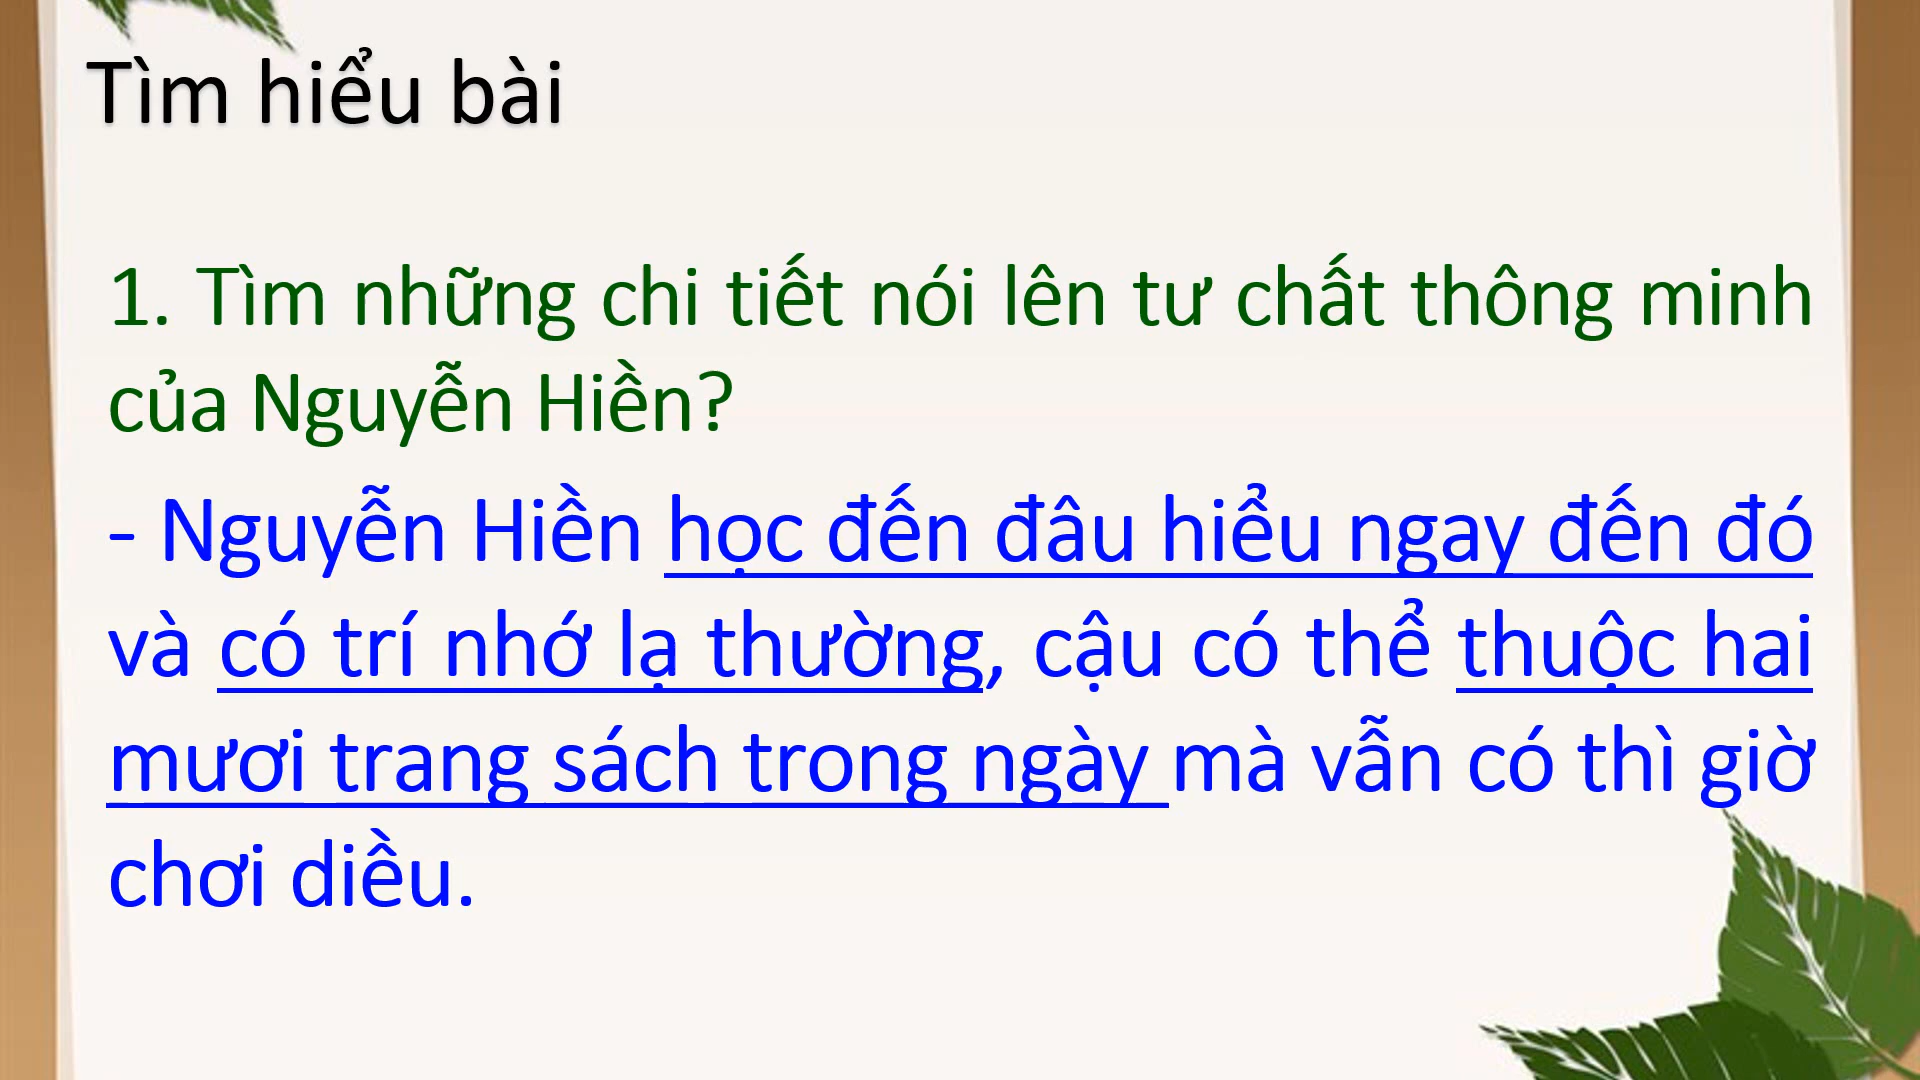 Tìm hiểu bài
1. Tìm những chi tiết nói lên tư chất thông minh
của Nguyễn Hiền?
- Nguyễn Hiền học đến đâu hiểu ngay đến đó
và có trí nhớ lạ thường, cậu có thể thuộc hai
mươi trang sách trong ngày mà vẫn có thì giờ
chơi diều.